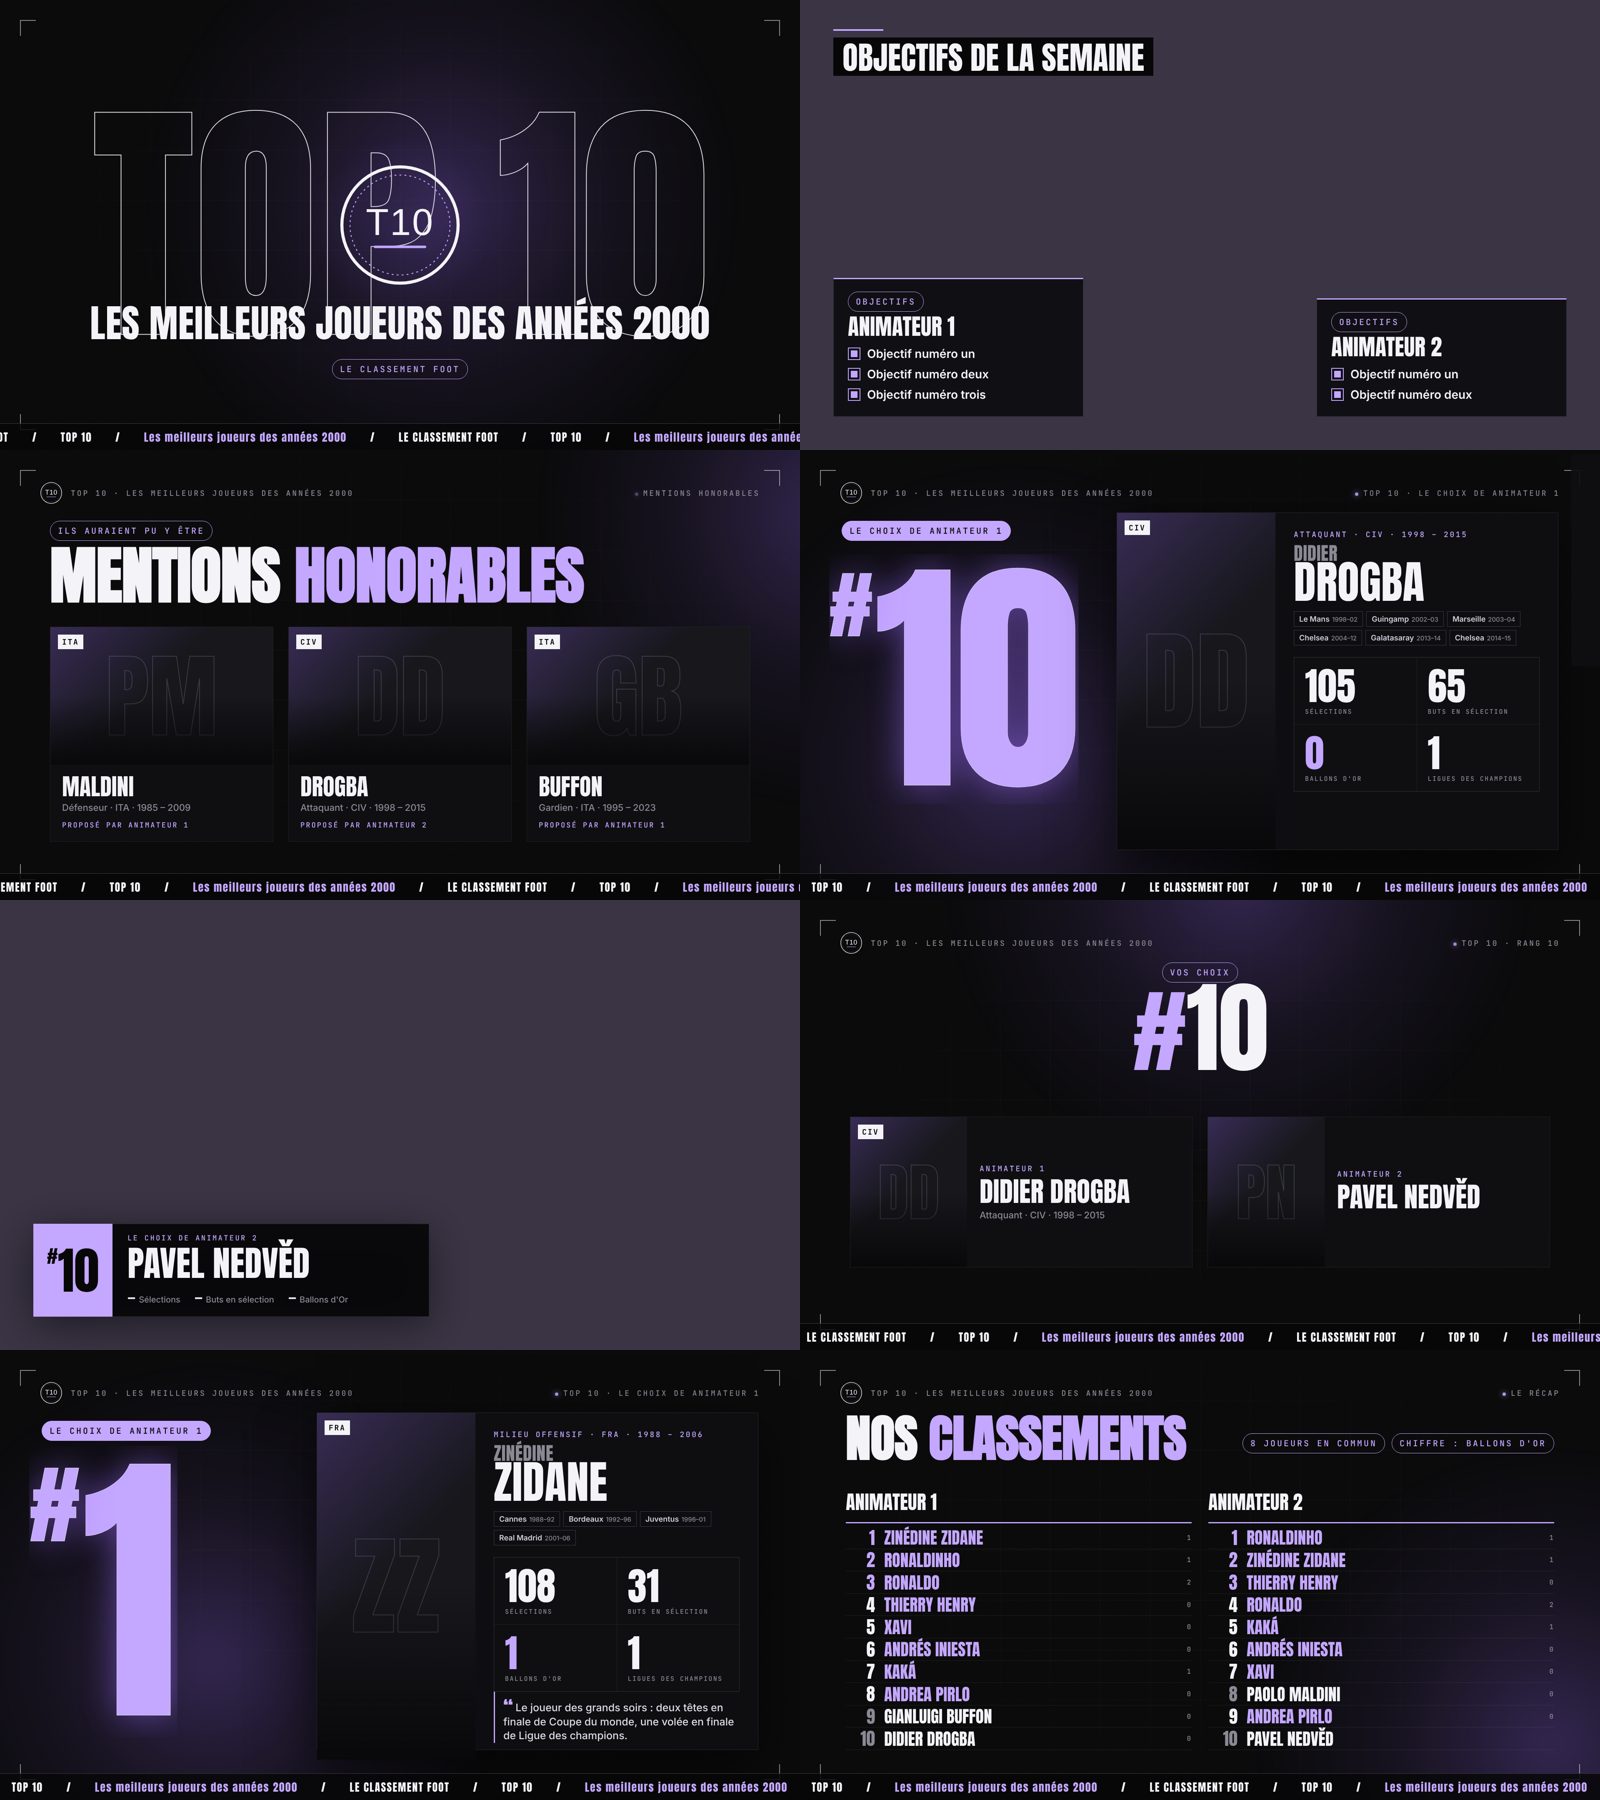 TOP 10
T10
LES MEILLEURS JOUEURS DES ANNÉES 2000
LE CLASSEMENT FOOT
OT / TOP 10 / Les meilleurs joueurs des années 2000 / LE CLASSEMENT FOOT / TOP 10 / Les meilleurs joueurs des anné
OBJECTIFS DE LA SEMAINE
OBJECTIFS
ANIMATEUR 1
Objectif numéro un
Objectif numéro deux
Objectif numéro trois
OBJECTIFS
ANIMATEUR 2
Objectif numéro un
Objectif numéro deux
T10 TOP 10 · LES MEILLEURS JOUEURS DES ANNÉES 2000
MENTIONS HONORABLES
ILS AURAIENT PU Y ÊTRE
MENTIONS HONORABLES
ITA
PM
MALDINI
Défenseur · ITA · 1985 – 2009
PROPOSÉ PAR ANIMATEUR 1
CIV
DD
DROGBA
Attaquant · CIV · 1998 – 2015
PROPOSÉ PAR ANIMATEUR 2
ITA
GB
BUFFON
Gardien · ITA · 1995 – 2023
PROPOSÉ PAR ANIMATEUR 1
EMENT FOOT / TOP 10 / Les meilleurs joueurs des années 2000 / LE CLASSEMENT FOOT / TOP 10 / Les meilleurs joueurs
T10 TOP 10 · LES MEILLEURS JOUEURS DES ANNÉES 2000
TOP 10 · LE CHOIX DE ANIMATEUR 1
LE CHOIX DE ANIMATEUR 1
#10
CIV
DD
ATTAQUANT · CIV · 1998 – 2015
DIDIER
DROGBA
Le Mans 1998–02 Guingamp 2002–03 Marseille 2003–04
Chelsea 2004–12 Galatasaray 2013–14 Chelsea 2014–15
105
SÉLECTIONS
65
BUTS EN SÉLECTION
0
BALLONS D'OR
1
LIGUES DES CHAMPIONS
TOP 10 / Les meilleurs joueurs des années 2000 / LE CLASSEMENT FOOT / TOP 10 / Les meilleurs joueurs des années 2000
#10
LE CHOIX DE ANIMATEUR 2
PAVEL NEDVĚD
– Sélections – Buts en sélection – Ballons d'Or
T10 TOP 10 · LES MEILLEURS JOUEURS DES ANNÉES 2000
TOP 10 · RANG 10
VOS CHOIX
#10
CIV
DD
ANIMATEUR 1
DIDIER DROGBA
Attaquant · CIV · 1998 – 2015
PN
ANIMATEUR 2
PAVEL NEDVĚD
LE CLASSEMENT FOOT / TOP 10 / Les meilleurs joueurs des années 2000 / LE CLASSEMENT FOOT / TOP 10 / Les meilleurs
T10 TOP 10 · LES MEILLEURS JOUEURS DES ANNÉES 2000
TOP 10 · LE CHOIX DE ANIMATEUR 1
LE CHOIX DE ANIMATEUR 1
#1
FRA
ZZ
MILIEU OFFENSIF · FRA · 1988 – 2006
ZINÉDINE
ZIDANE
Cannes 1988–92 Bordeaux 1992–96 Juventus 1996–01
Real Madrid 2001–06
108
SÉLECTIONS
31
BUTS EN SÉLECTION
1
BALLONS D'OR
1
LIGUES DES CHAMPIONS
“ Le joueur des grands soirs : deux têtes en
finale de Coupe du monde, une volée en finale
de Ligue des champions.
TOP 10 / Les meilleurs joueurs des années 2000 / LE CLASSEMENT FOOT / TOP 10 / Les meilleurs joueurs des années 2000
T10 TOP 10 · LES MEILLEURS JOUEURS DES ANNÉES 2000
LE RÉCAP
NOS CLASSEMENTS
8 JOUEURS EN COMMUN
CHIFFRE : BALLONS D'OR
ANIMATEUR 1
1 ZINÉDINE ZIDANE 1
2 RONALDINHO 1
3 RONALDO 2
4 THIERRY HENRY 0
5 XAVI 0
6 ANDRÉS INIESTA 0
7 KAKÁ 1
8 ANDREA PIRLO 0
9 GIANLUIGI BUFFON 0
10 DIDIER DROGBA 0
ANIMATEUR 2
1 RONALDINHO 1
2 ZINÉDINE ZIDANE 1
3 THIERRY HENRY 0
4 RONALDO 2
5 KAKÁ 1
6 ANDRÉS INIESTA 0
7 XAVI 0
8 PAOLO MALDINI 0
9 ANDREA PIRLO 0
10 PAVEL NEDVĚD
TOP 10 / Les meilleurs joueurs des années 2000 / LE CLASSEMENT FOOT / TOP 10 / Les meilleurs joueurs des années 2000